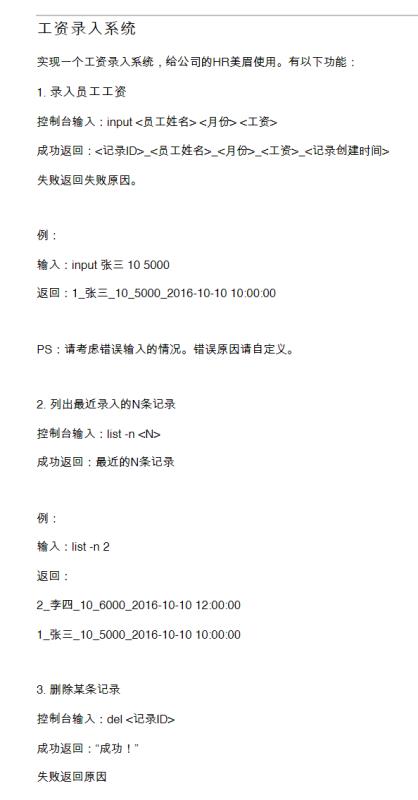 工资录入系统
实现一个工资录入系统，给公司的HR美眉使用。有以下功能：
1. 录入员工工资
控制台输入：input <员工姓名> <月份> <工资>
成功返回：<记录ID>_<员工姓名>_<月份>_<工资>_<记录创建时间>
失败返回失败原因。
例：
输入：input 张三 10 5000
返回：1_张三_10_5000_2016-10-10 10:00:00
PS：请考虑错误输入的情况。错误原因请自定义。
2. 列出最近录入的N条记录
控制台输入：list -n <N>
成功返回：最近的N条记录
例：
输入：list -n 2
返回：
2_李四_10_6000_2016-10-10 12:00:00
1_张三_10_5000_2016-10-10 10:00:00
3. 删除某条记录
控制台输入：del <记录ID>
成功返回：“成功！”
失败返回原因